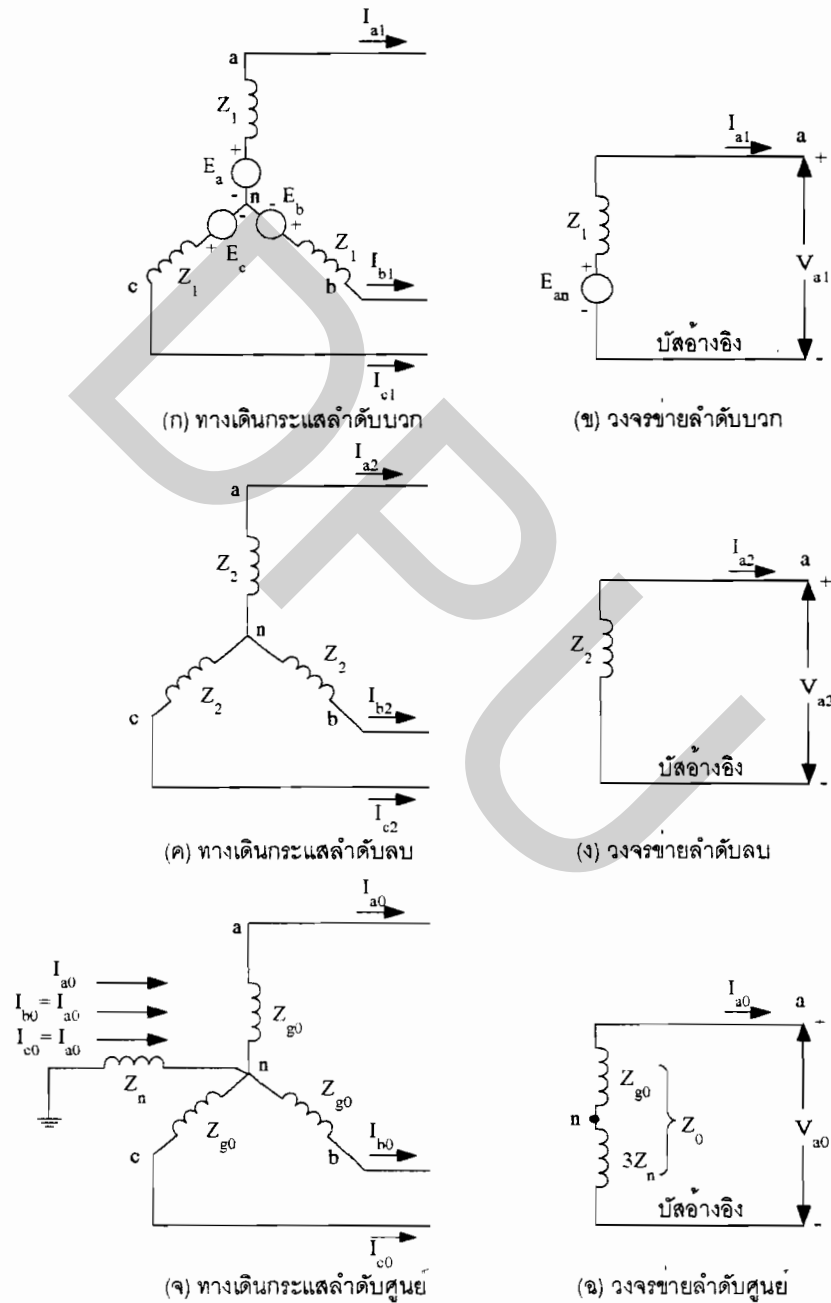 I_a1
a
Z_1
+
E_a
-
n
-
-
E_b
+
+
E_c
Z_1
Z_1
c
b
I_b1
I_c1
(ก) ทางเดินกระแสลำดับบวก
I_a1
a
+
Z_1
+
E_an
-
V_a1
บัสอ้างอิง
-
(ข) วงจรข่ายลำดับบวก
I_a2
a
Z_2
n
Z_2
Z_2
c
b
I_b2
I_c2
(ค) ทางเดินกระแสลำดับลบ
I_a2
a
+
Z_2
V_a2
บัสอ้างอิง
-
(ง) วงจรข่ายลำดับลบ
I_a0
a
I_a0
I_b0 = I_a0
I_c0 = I_a0
Z_g0
Z_n
n
Z_g0
Z_g0
c
b
I_b0
I_c0
(จ) ทางเดินกระแสลำดับศูนย์
I_a0
a
+
Z_g0
n
Z_0
3Z_n
V_a0
บัสอ้างอิง
-
(ฉ) วงจรข่ายลำดับศูนย์
DPU